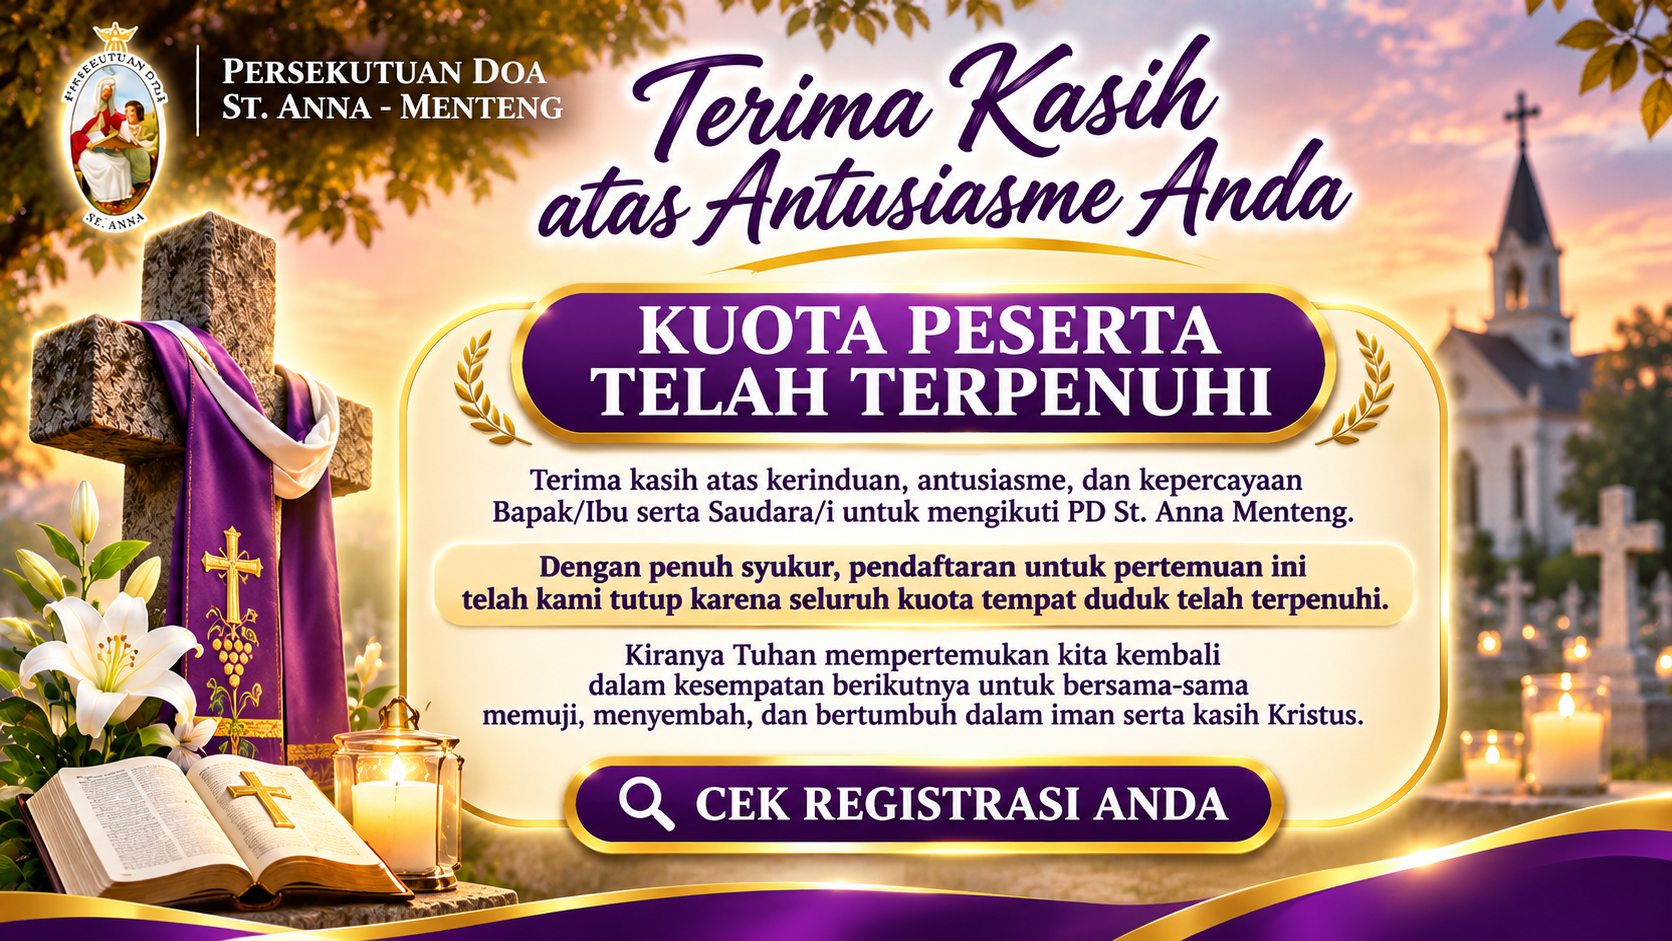 PERSEKUTUAN DOA
ST. ANNA - MENTENG
Terima Kasih
atas Antusiasme Anda
KUOTA PESERTA
TELAH TERPENUHI
Terima kasih atas kerinduan, antusiasme, dan kepercayaan
Bapak/Ibu serta Saudara/i untuk mengikuti PD St. Anna Menteng.
Dengan penuh syukur, pendaftaran untuk pertemuan ini
telah kami tutup karena seluruh kuota tempat duduk telah terpenuhi.
Kiranya Tuhan mempertemukan kita kembali
dalam kesempatan berikutnya untuk bersama-sama
memuji, menyembah, dan bertumbuh dalam iman serta kasih Kristus.
CEK REGISTRASI ANDA